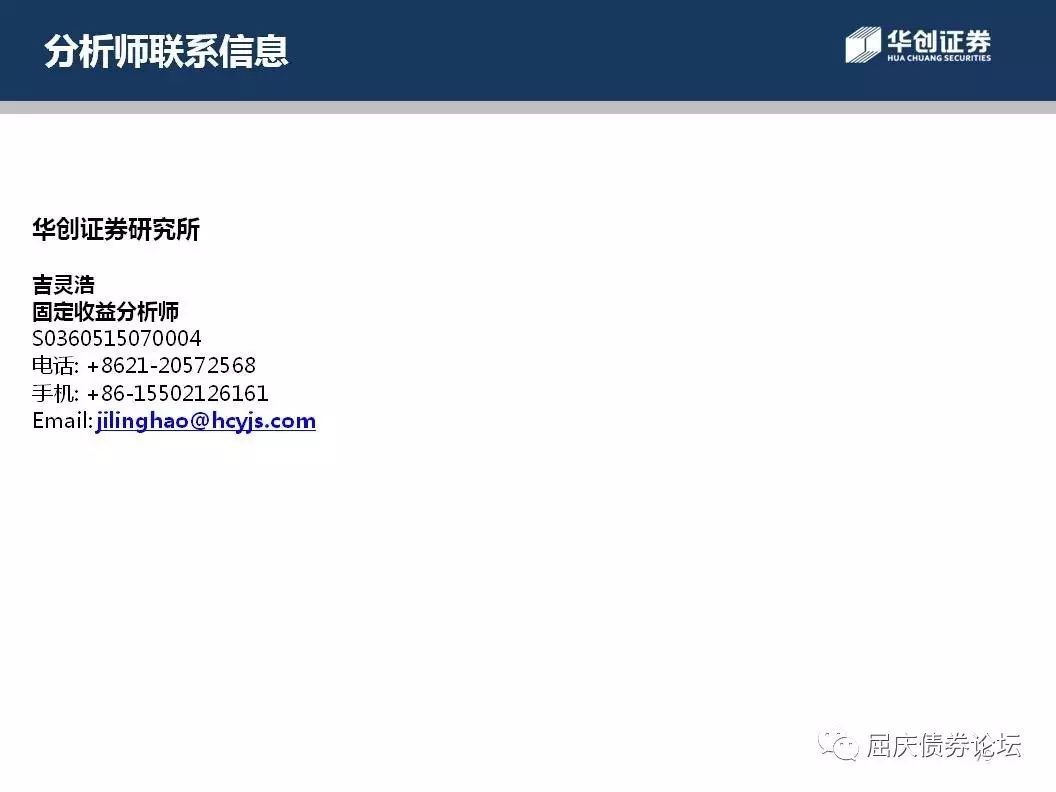 分析师联系信息
华创证券
HUA CHUANG SECURITIES
华创证券研究所
吉灵浩
固定收益分析师
S0360515070004
电话: +8621-20572568
手机: +86-15502126161
Email:jilinghao@hcyjs.com
屈庆债券论坛